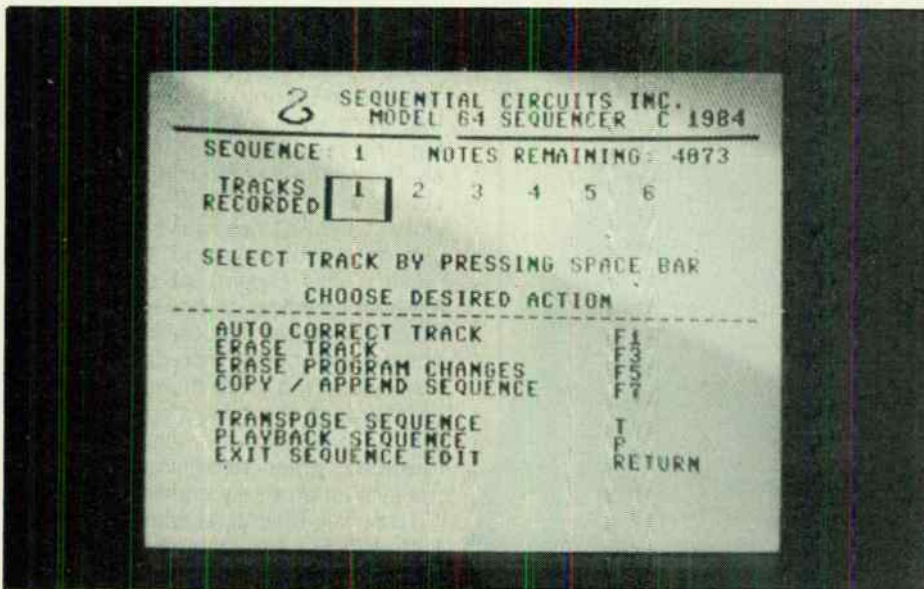 SEQUENTIAL CIRCUITS INC.
MODEL 64 SEQUENCER C 1984
SEQUENCE: 1 NOTES REMAINING: 4073
TRACKS RECORDED 1 2 3 4 5 6
SELECT TRACK BY PRESSING SPACE BAR
CHOOSE DESIRED ACTION
AUTO CORRECT TRACK F1
ERASE TRACK F3
ERASE PROGRAM CHANGES F5
COPY / APPEND SEQUENCE F7
TRANSPOSE SEQUENCE T
PLAYBACK SEQUENCE P
EXIT SEQUENCE EDIT RETURN